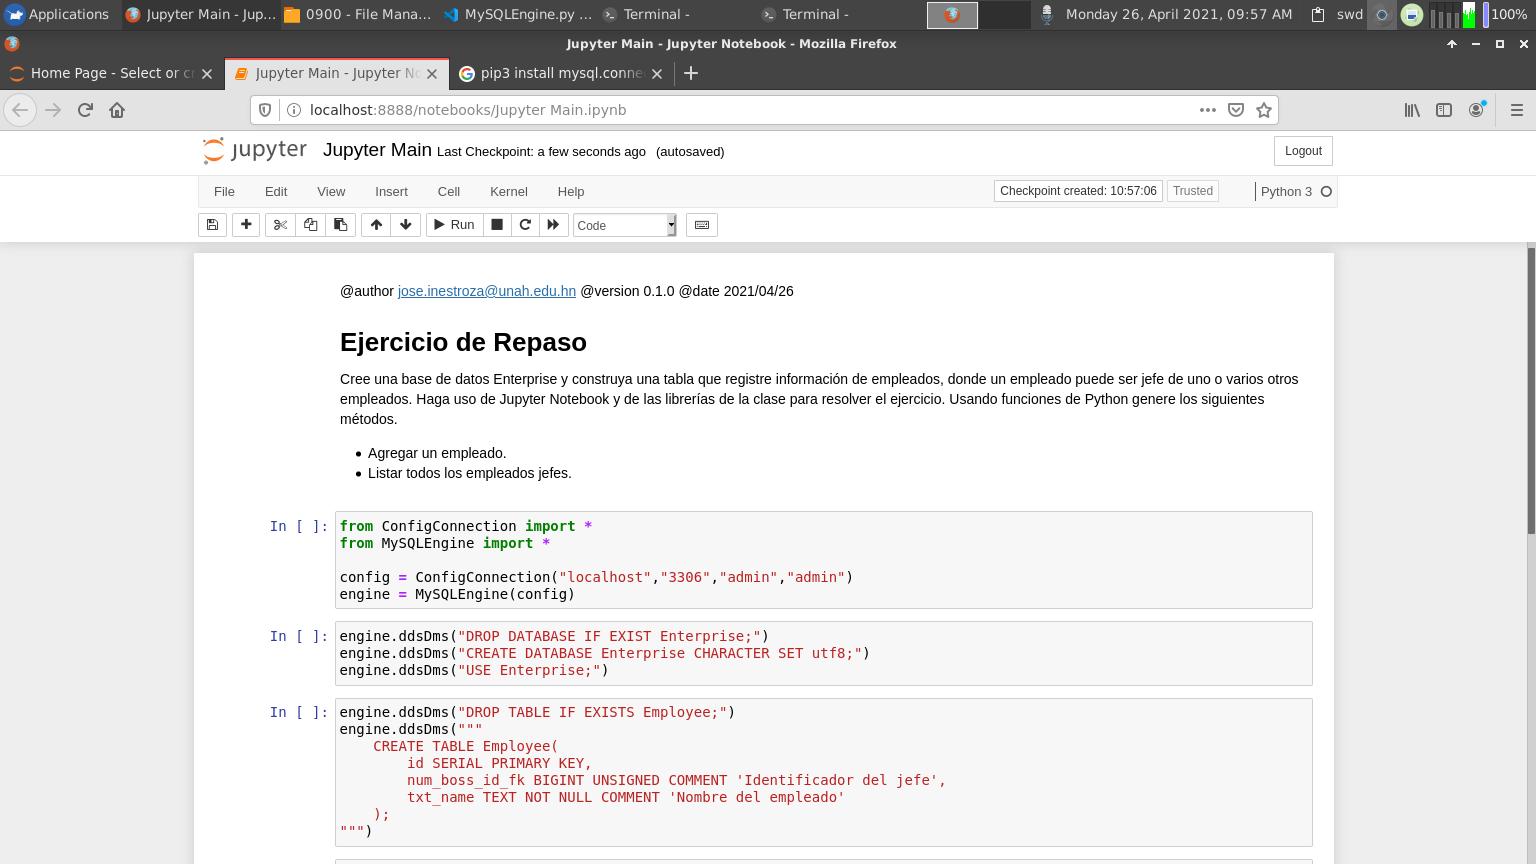 Applications
Jupyter Main - Jup...
0900 - File Mana...
MySQLEngine.py ...
Terminal -
Terminal -
Monday 26, April 2021, 09:57 AM
swd
100%
Jupyter Main - Jupyter Notebook - Mozilla Firefox
Home Page - Select or cr
Jupyter Main - Jupyter No
pip3 install mysql.conne
localhost:8888/notebooks/Jupyter Main.ipynb
jupyter
Jupyter Main Last Checkpoint: a few seconds ago (autosaved)
Logout
File Edit View Insert Cell Kernel Help
Checkpoint created: 10:57:06
Trusted
Python 3
Run
Code
@author jose.inestroza@unah.edu.hn @version 0.1.0 @date 2021/04/26
Ejercicio de Repaso
Cree una base de datos Enterprise y construya una tabla que registre información de empleados, donde un empleado puede ser jefe de uno o varios otros
empleados. Haga uso de Jupyter Notebook y de las librerías de la clase para resolver el ejercicio. Usando funciones de Python genere los siguientes
métodos.
• Agregar un empleado.
• Listar todos los empleados jefes.
In [ ]:
from ConfigConnection import *
from MySQLEngine import *
config = ConfigConnection("localhost","3306","admin","admin")
engine = MySQLEngine(config)
In [ ]:
engine.ddsDms("DROP DATABASE IF EXIST Enterprise;")
engine.ddsDms("CREATE DATABASE Enterprise CHARACTER SET utf8;")
engine.ddsDms("USE Enterprise;")
In [ ]:
engine.ddsDms("DROP TABLE IF EXISTS Employee;")
engine.ddsDms("""
    CREATE TABLE Employee(
        id SERIAL PRIMARY KEY,
        num_boss_id_fk BIGINT UNSIGNED COMMENT 'Identificador del jefe',
        txt_name TEXT NOT NULL COMMENT 'Nombre del empleado'
    );
""")